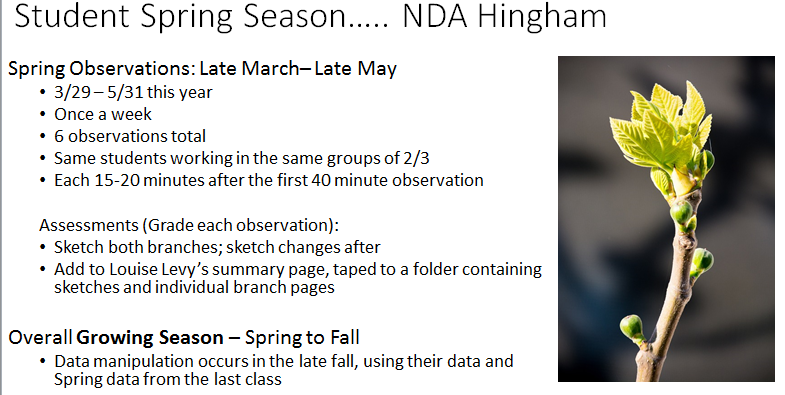 Student Spring Season..... NDA Hingham
Spring Observations: Late March– Late May
• 3/29 – 5/31 this year
• Once a week
• 6 observations total
• Same students working in the same groups of 2/3
• Each 15-20 minutes after the first 40 minute observation
Assessments (Grade each observation):
• Sketch both branches; sketch changes after
• Add to Louise Levy’s summary page, taped to a folder containing
sketches and individual branch pages
Overall Growing Season – Spring to Fall
• Data manipulation occurs in the late fall, using their data and
Spring data from the last class